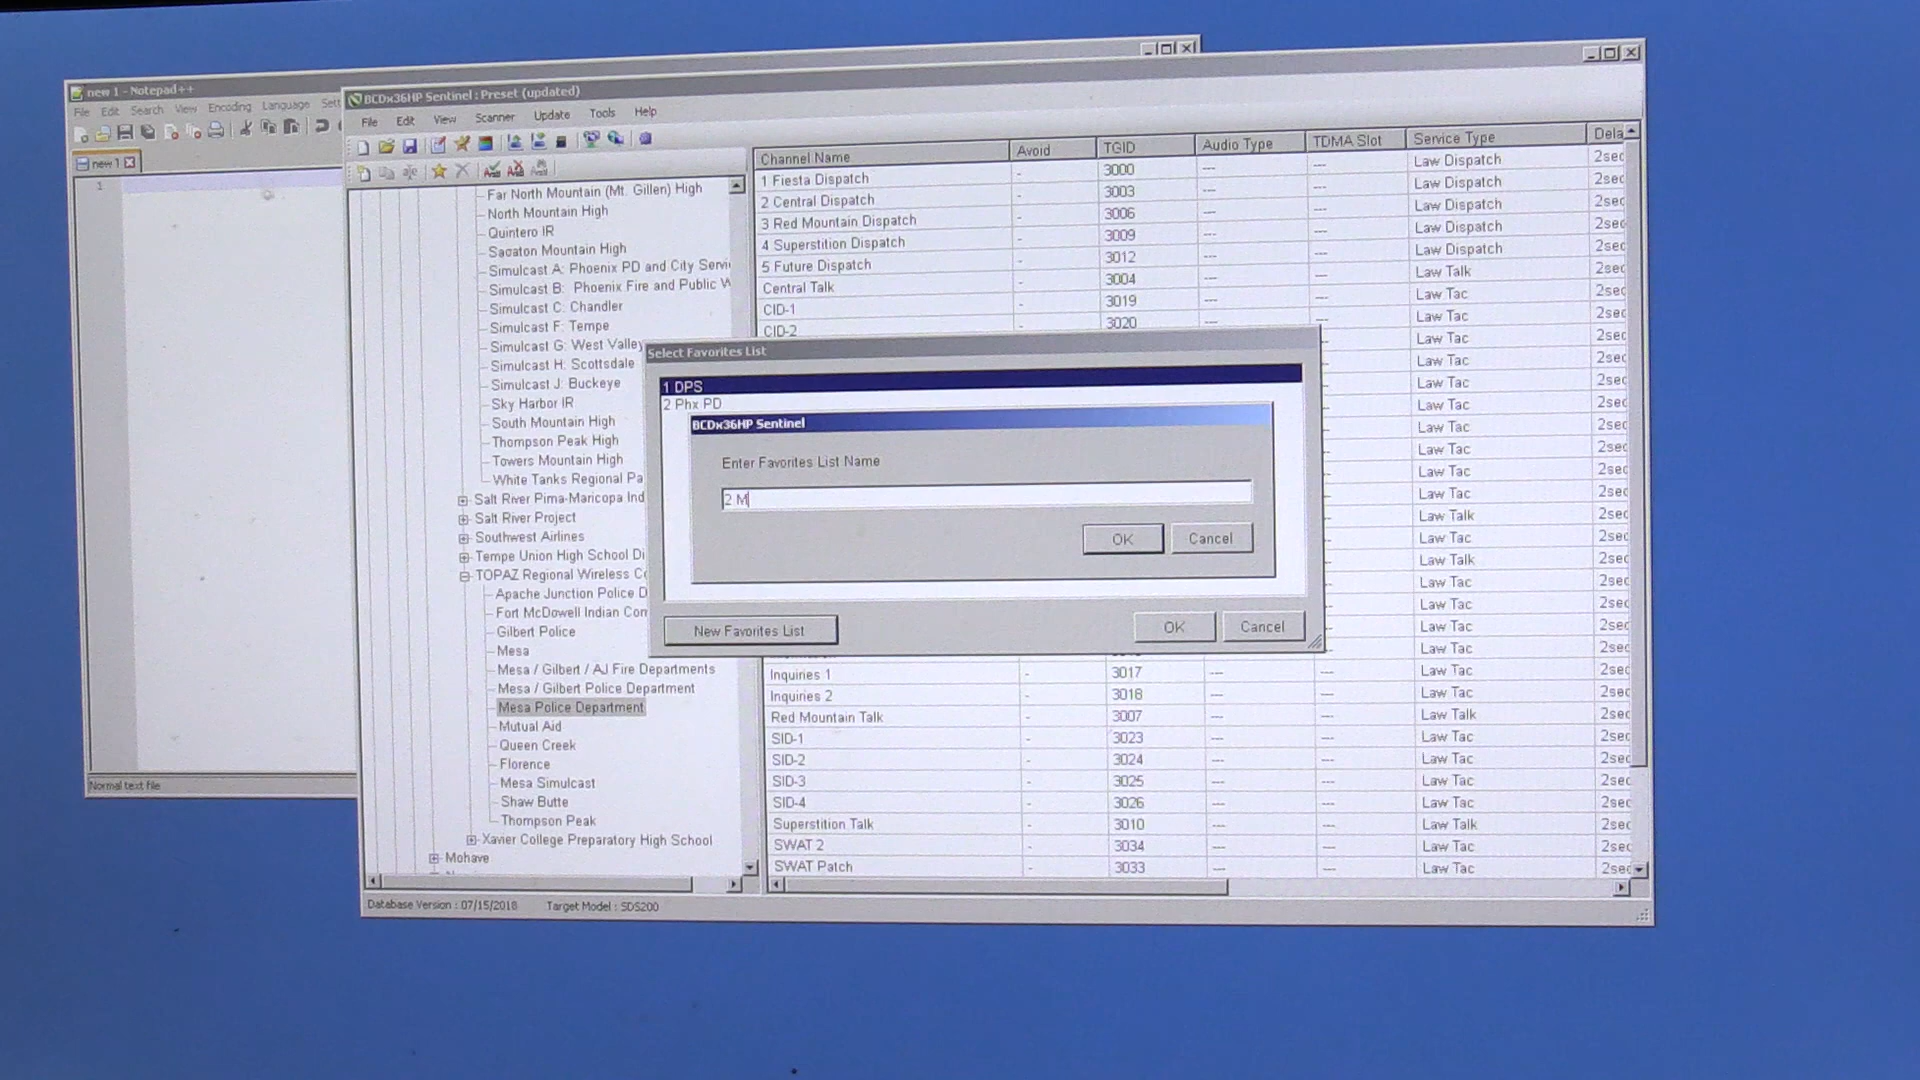 new 1 - Notepad++
File Edit Search View Encoding Language
new 1
1
Normal text file
BCDx36HP Sentinel : Preset (updated)
File Edit View Scanner Update Tools Help
Far North Mountain (Mt. Gillen) High
North Mountain High
Quintero IR
Sacaton Mountain High
Simulcast A: Phoenix PD and City Servi
Simulcast B: Phoenix Fire and Public W
Simulcast C: Chandler
Simulcast F: Tempe
Simulcast G: West Valley
Simulcast H: Scottsdale
Simulcast J: Buckeye
Sky Harbor IR
South Mountain High
Thompson Peak High
Towers Mountain High
White Tanks Regional Pa
Salt River Pima-Maricopa Ind
Salt River Project
Southwest Airlines
Tempe Union High School Di
TOPAZ Regional Wireless Co
Apache Junction Police D
Fort McDowell Indian Com
Gilbert Police
Mesa
Mesa / Gilbert / AJ Fire Departments
Mesa / Gilbert Police Department
Mesa Police Department
Mutual Aid
Queen Creek
Florence
Mesa Simulcast
Shaw Butte
Thompson Peak
Xavier College Preparatory High School
Mohave
Database Version : 07/15/2018 Target Model : SDS200
Channel Name Avoid TGID Audio Type TDMA Slot Service Type Dela
1 Fiesta Dispatch - 3000 --- --- Law Dispatch 2sec
2 Central Dispatch - 3003 --- --- Law Dispatch 2sec
3 Red Mountain Dispatch - 3006 --- --- Law Dispatch 2sec
4 Superstition Dispatch - 3009 --- --- Law Dispatch 2sec
5 Future Dispatch - 3012 --- --- Law Dispatch 2sec
Central Talk - 3004 --- --- Law Talk 2sec
CID-1 - 3019 --- --- Law Tac 2sec
CID-2 - 3020 --- Law Tac 2sec
Law Tac 2sec
Law Tac 2sec
Law Tac 2sec
Law Tac 2sec
Law Tac 2sec
Law Tac 2sec
Law Tac 2sec
Law Tac 2sec
Law Talk 2sec
Law Tac 2sec
Law Talk 2sec
Law Tac 2sec
Law Tac 2sec
Law Tac 2sec
Law Tac 2sec
Inquiries 1 - 3017 --- --- Law Tac 2sec
Inquiries 2 - 3018 --- --- Law Tac 2sec
Red Mountain Talk - 3007 --- --- Law Talk 2sec
SID-1 - 3023 --- --- Law Tac 2sec
SID-2 - 3024 --- --- Law Tac 2sec
SID-3 - 3025 --- --- Law Tac 2sec
SID-4 - 3026 --- --- Law Tac 2sec
Superstition Talk - 3010 --- --- Law Talk 2sec
SWAT 2 - 3034 --- --- Law Tac 2sec
SWAT Patch - 3033 --- --- Law Tac 2sec
Select Favorites List
1 DPS
2 Phx PD
BCDx36HP Sentinel
Enter Favorites List Name
2 M
OK Cancel
New Favorites List OK Cancel